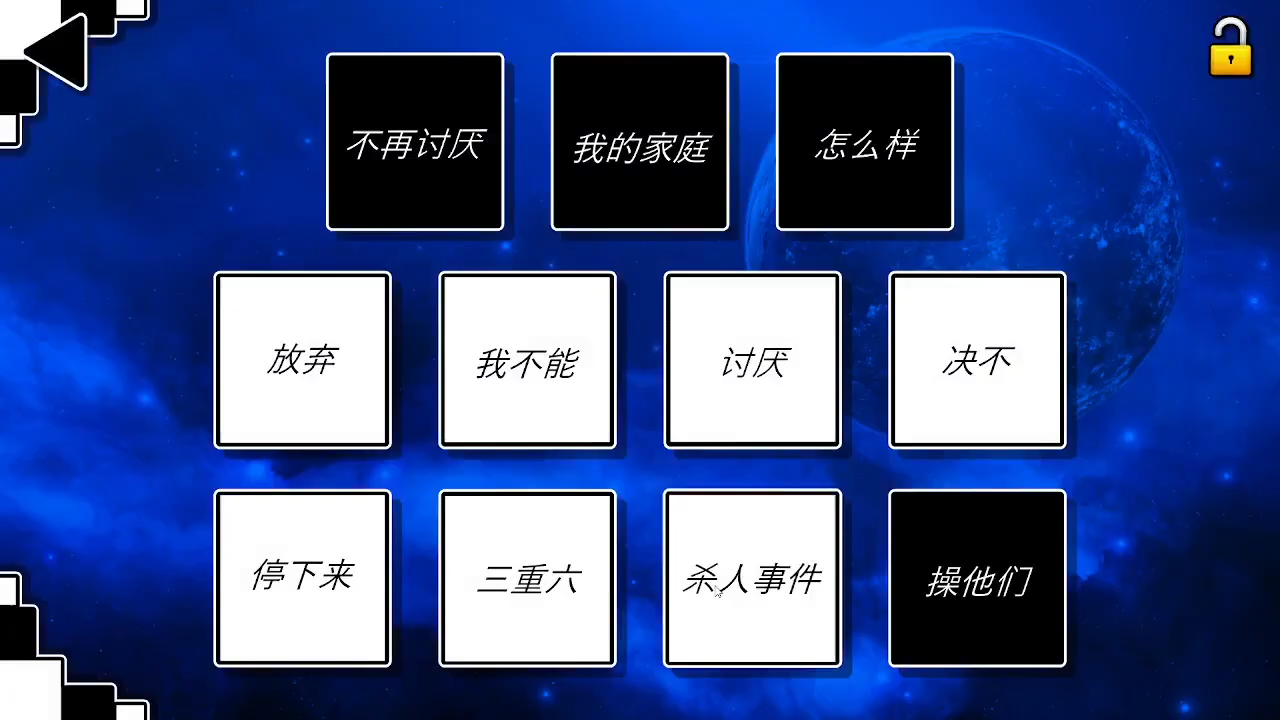 不再讨厌
我的家庭
怎么样
放弃
我不能
讨厌
决不
停下来
三重六
杀人事件
操他们